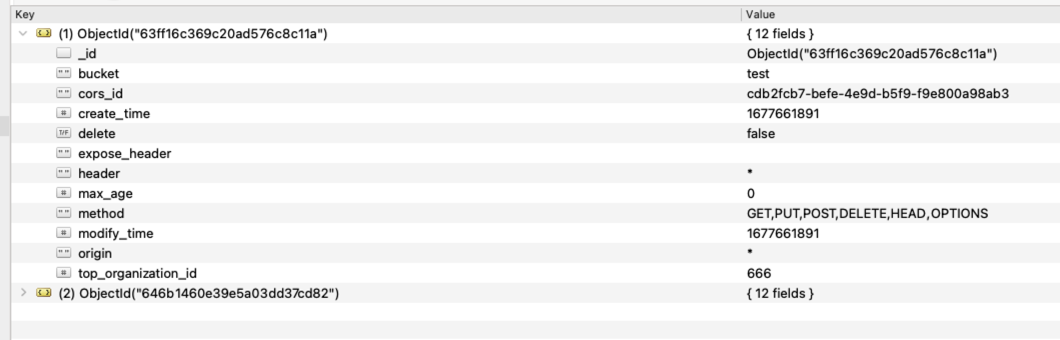 Key Value
(1) ObjectId("63ff16c369c20ad576c8c11a") { 12 fields }
_id ObjectId("63ff16c369c20ad576c8c11a")
bucket test
cors_id cdb2fcb7-befe-4e9d-b5f9-f9e800a98ab3
create_time 1677661891
delete false
expose_header
header *
max_age 0
method GET,PUT,POST,DELETE,HEAD,OPTIONS
modify_time 1677661891
origin *
top_organization_id 666
(2) ObjectId("646b1460e39e5a03dd37cd82") { 12 fields }